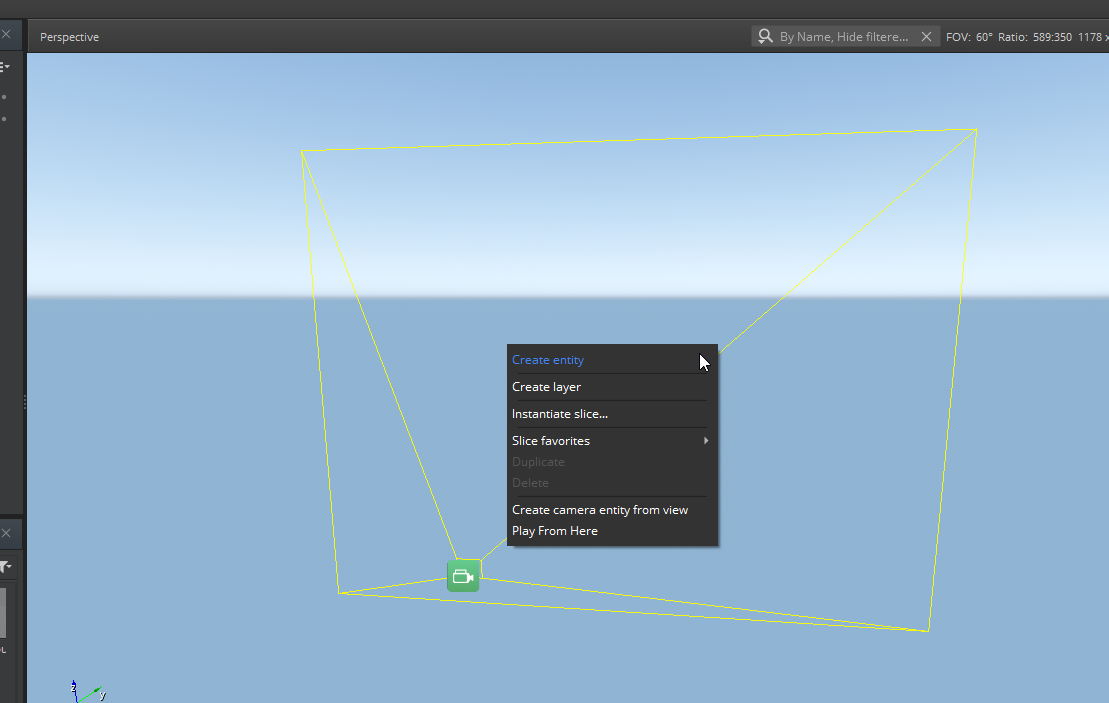 Perspective
By Name, Hide filtere...
FOV: 60° Ratio: 589:350 1178 x
Create entity
Create layer
Instantiate slice...
Slice favorites
Duplicate
Delete
Create camera entity from view
Play From Here
z
y